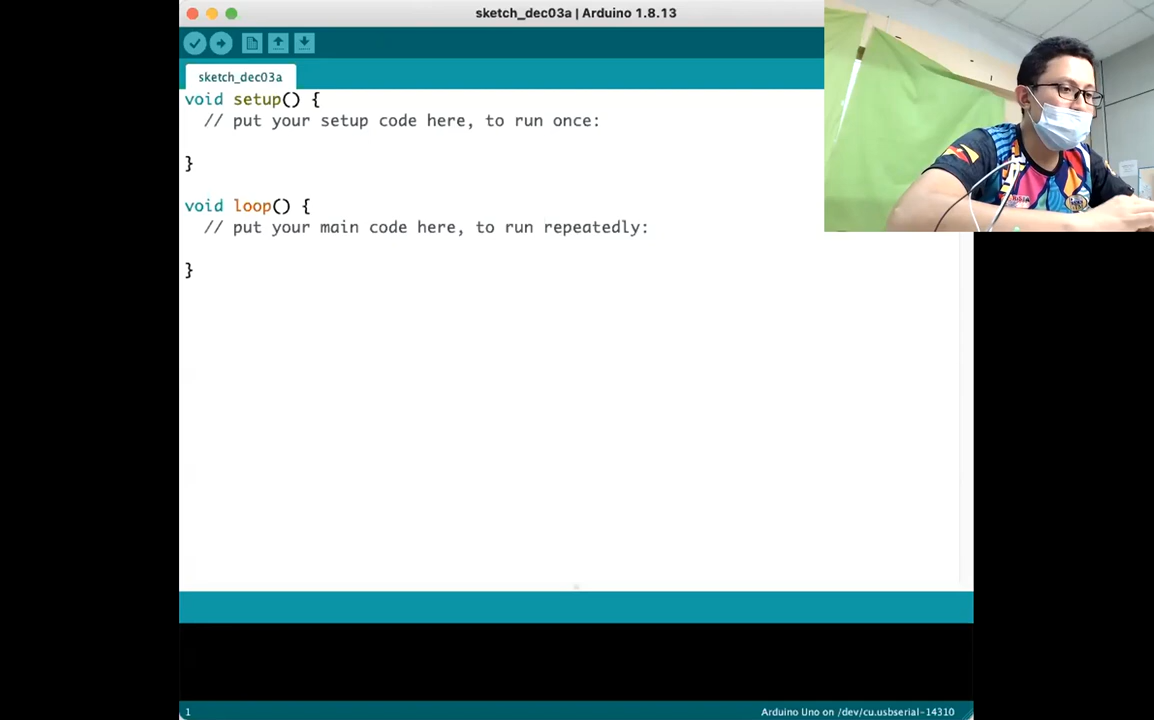 sketch_dec03a | Arduino 1.8.13
sketch_dec03a
void setup() {
// put your setup code here, to run once:
}
void loop() {
// put your main code here, to run repeatedly:
}
1
Arduino Uno on /dev/cu.usbserial-14310